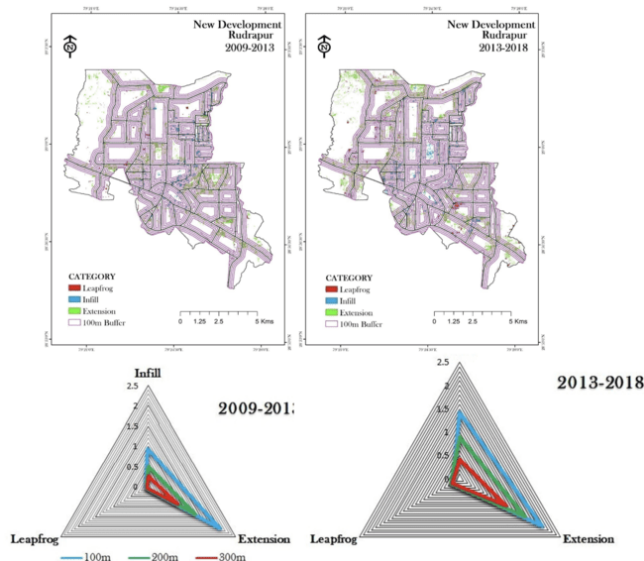 New Development
Rudrapur
2009-2013
N
CATEGORY
Leapfrog
Infill
Extension
100m Buffer
0 1.25 2.5 5 Kms
New Development
Rudrapur
2013-2018
N
CATEGORY
Leapfrog
Infill
Extension
100m Buffer
0 1.25 2.5 5 Kms
Infill
2.5
2
1.5
1
0.5
0
2009-201
Leapfrog
Extension
100m 200m 300m
2.5
2
1.5
1
0.5
0
2013-2018
Leapfrog
Extension